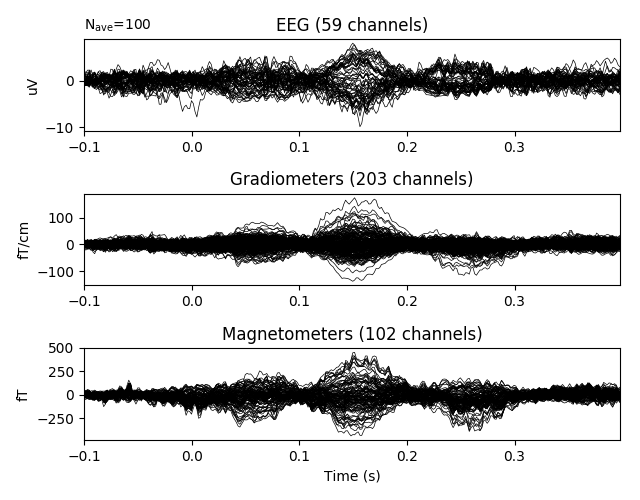 N_ave=100
EEG (59 channels)
uV
0
−10
−0.1 0.0 0.1 0.2 0.3
Gradiometers (203 channels)
fT/cm
100
0
−100
−0.1 0.0 0.1 0.2 0.3
Magnetometers (102 channels)
fT
500
250
0
−250
−0.1 0.0 0.1 0.2 0.3
Time (s)